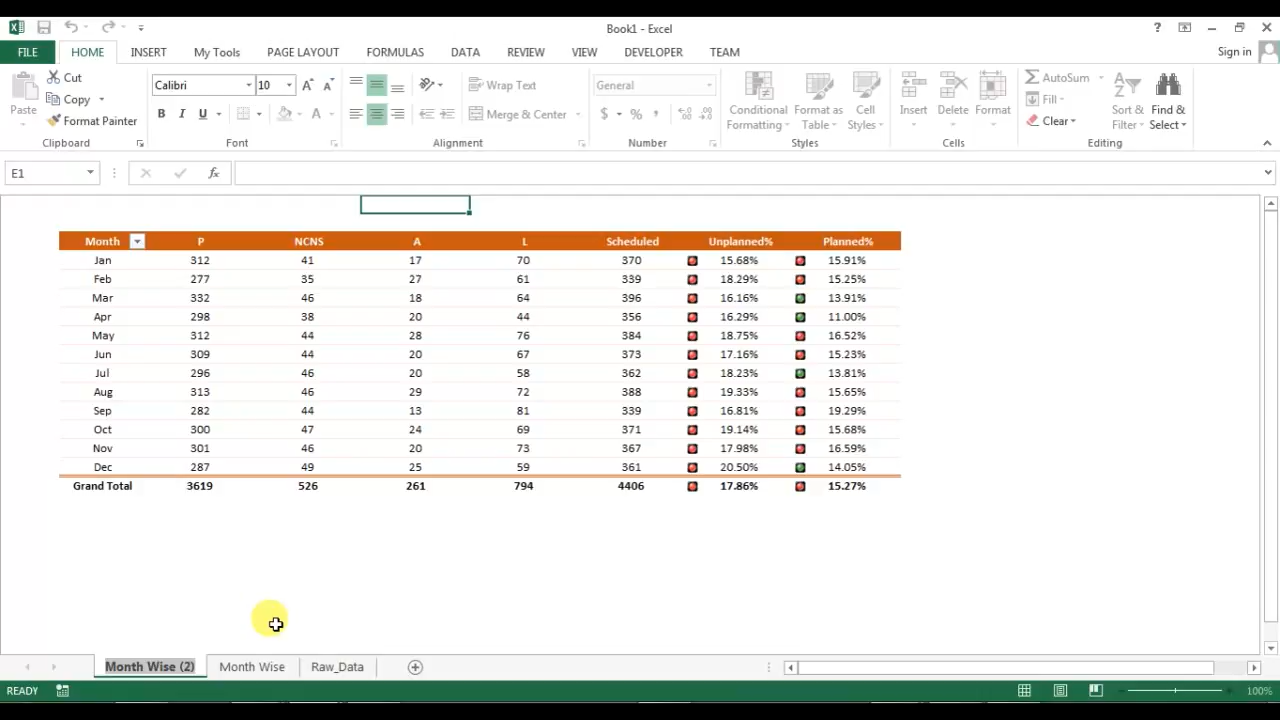 Book1 - Excel
?
FILE HOME INSERT My Tools PAGE LAYOUT FORMULAS DATA REVIEW VIEW DEVELOPER TEAM Sign in
Paste
Cut
Copy
Format Painter
Clipboard
Calibri 10
B I U
Font
Wrap Text
Merge & Center
Alignment
General
$ % ,
Number
Conditional Formatting
Format as Table
Cell Styles
Styles
Insert
Delete
Format
Cells
AutoSum
Fill
Clear
Sort & Filter
Find & Select
Editing
E1 fx
Month P NCNS A L Scheduled Unplanned% Planned%
Jan 312 41 17 70 370 15.68% 15.91%
Feb 277 35 27 61 339 18.29% 15.25%
Mar 332 46 18 64 396 16.16% 13.91%
Apr 298 38 20 44 356 16.29% 11.00%
May 312 44 28 76 384 18.75% 16.52%
Jun 309 44 20 67 373 17.16% 15.23%
Jul 296 46 20 58 362 18.23% 13.81%
Aug 313 46 29 72 388 19.33% 15.65%
Sep 282 44 13 81 339 16.81% 19.29%
Oct 300 47 24 69 371 19.14% 15.68%
Nov 301 46 20 73 367 17.98% 16.59%
Dec 287 49 25 59 361 20.50% 14.05%
Grand Total 3619 526 261 794 4406 17.86% 15.27%
Month Wise (2) Month Wise Raw_Data
READY 100%